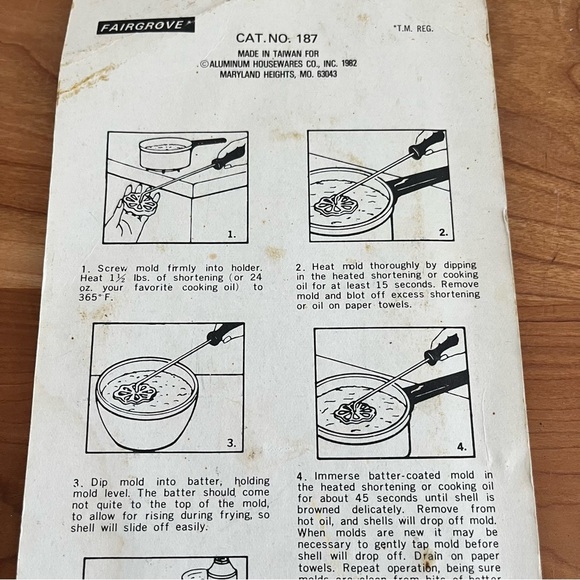 FAIRGROVE*
*T.M. REG.
CAT. NO. 187
MADE IN TAIWAN FOR
©ALUMINUM HOUSEWARES CO., INC. 1982
MARYLAND HEIGHTS, MO. 63043
1.
2.
1. Screw mold firmly into holder.
Heat 1½ lbs. of shortening (or 24
oz. your favorite cooking oil) to
365° F.
2. Heat mold thoroughly by dipping
in the heated shortening or cooking
oil for at least 15 seconds. Remove
mold and blot off excess shortening
or oil on paper towels.
3.
4.
3. Dip mold into batter, holding
mold level. The batter should come
not quite to the top of the mold,
to allow for rising during frying, so
shell will slide off easily.
4. Immerse batter-coated mold in
the heated shortening or cooking oil
for about 45 seconds until shell is
browned delicately. Remove from
hot oil, and shells will drop off mold.
When molds are new it may be
necessary to gently tap mold before
shell will drop off. Drain on paper
towels. Repeat operation, being sure
molds are clean from bits of batter